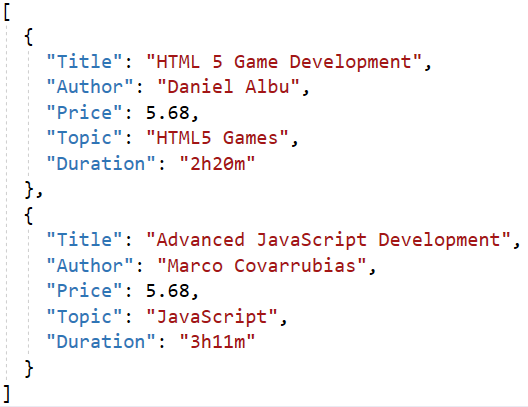 [
{
"Title": "HTML 5 Game Development",
"Author": "Daniel Albu",
"Price": 5.68,
"Topic": "HTML5 Games",
"Duration": "2h20m"
},
{
"Title": "Advanced JavaScript Development",
"Author": "Marco Covarrubias",
"Price": 5.68,
"Topic": "JavaScript",
"Duration": "3h11m"
}
]